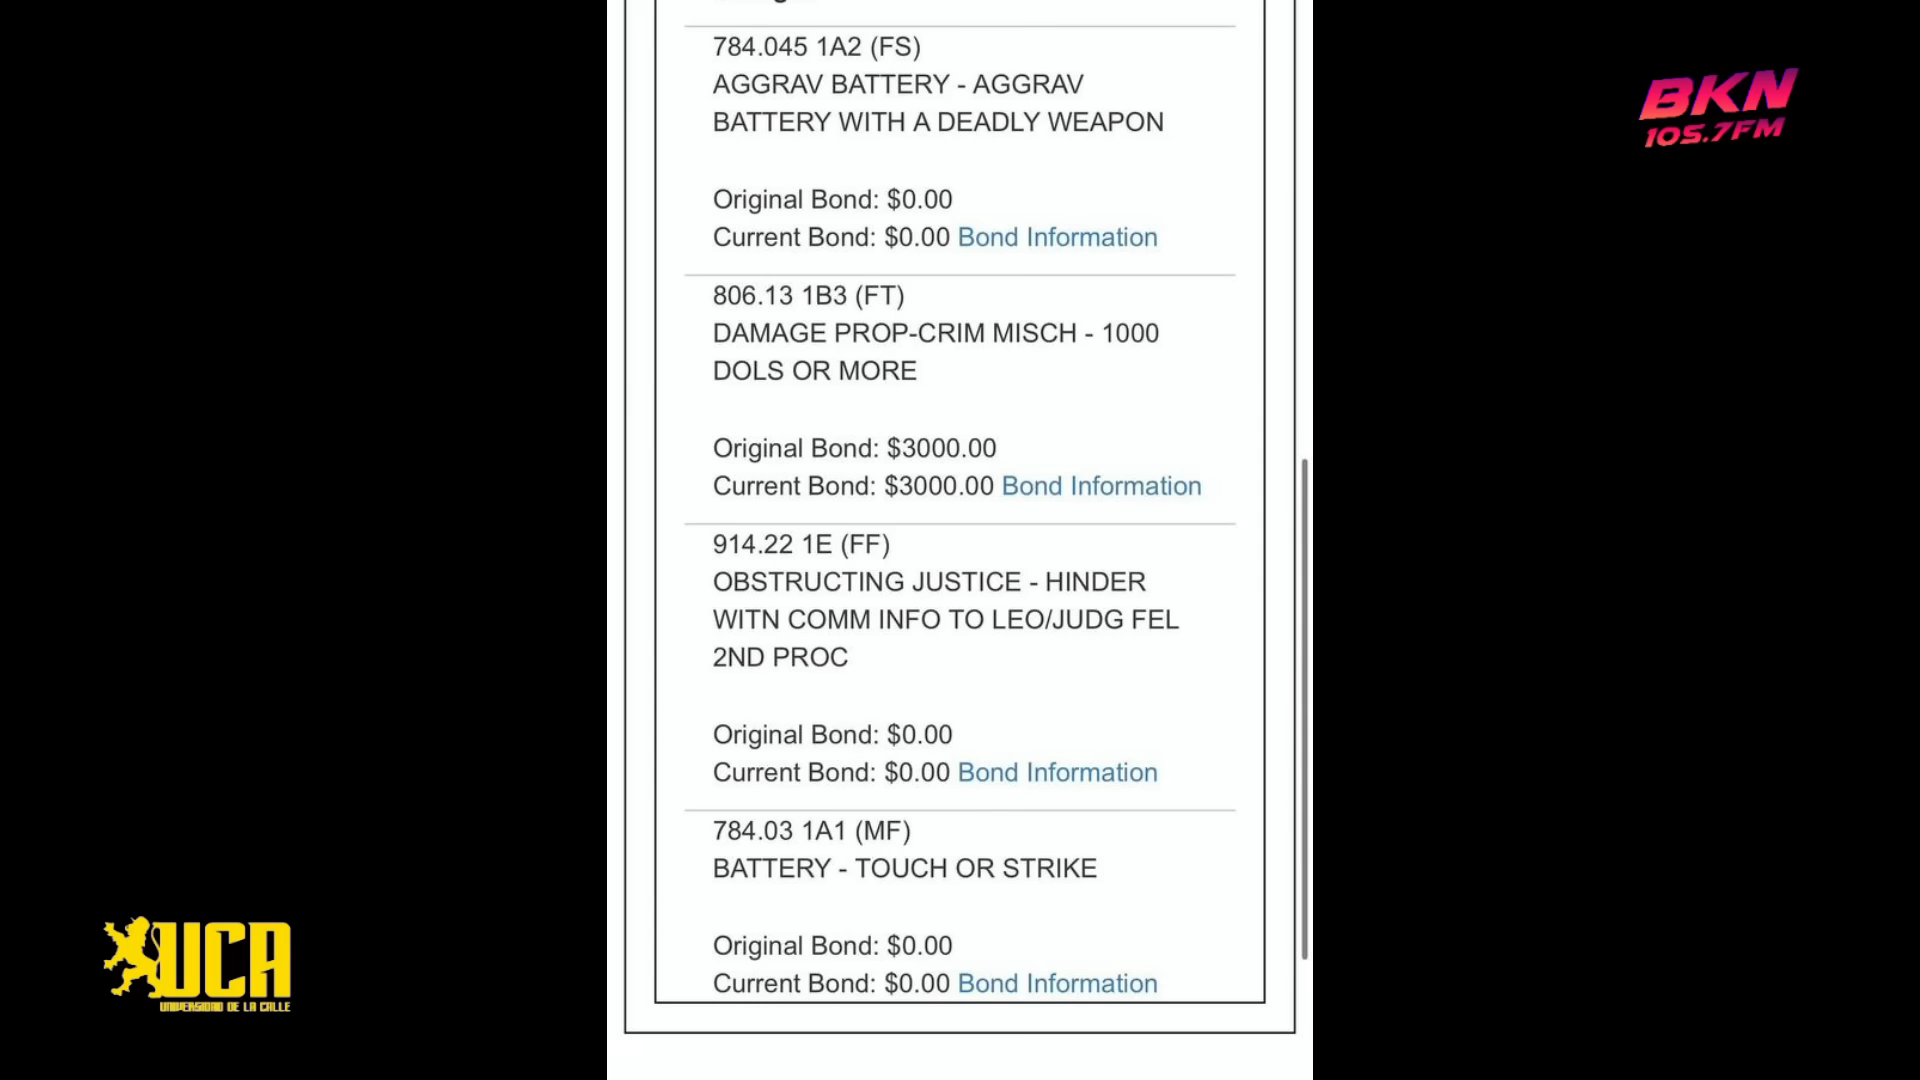 784.045 1A2 (FS)
AGGRAV BATTERY - AGGRAV
BATTERY WITH A DEADLY WEAPON
Original Bond: $0.00
Current Bond: $0.00 Bond Information
806.13 1B3 (FT)
DAMAGE PROP-CRIM MISCH - 1000
DOLS OR MORE
Original Bond: $3000.00
Current Bond: $3000.00 Bond Information
914.22 1E (FF)
OBSTRUCTING JUSTICE - HINDER
WITN COMM INFO TO LEO/JUDG FEL
2ND PROC
Original Bond: $0.00
Current Bond: $0.00 Bond Information
784.03 1A1 (MF)
BATTERY - TOUCH OR STRIKE
Original Bond: $0.00
Current Bond: $0.00 Bond Information
BKN
105.7FM
UCA
UNIVERSIDAD DE LA CALLE